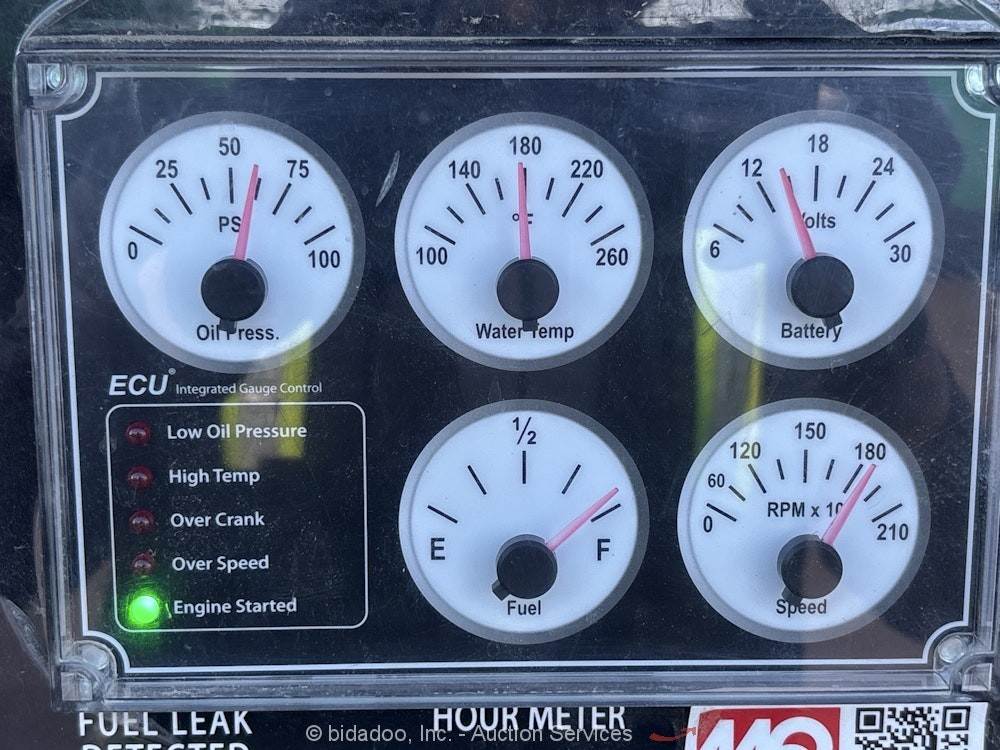 25 50 75
0 PSI 100
Oil Press.
140 180 220
100 °F 260
Water Temp
12 18 24
6 Volts 30
Battery
ECU® Integrated Gauge Control
Low Oil Pressure
High Temp
Over Crank
Over Speed
Engine Started
1/2
E F
Fuel
120 150 180
60
0 RPM x 10 210
Speed
FUEL LEAK
DETECTED
HOUR METER
MQ
© bidadoo, Inc. - Auction Services